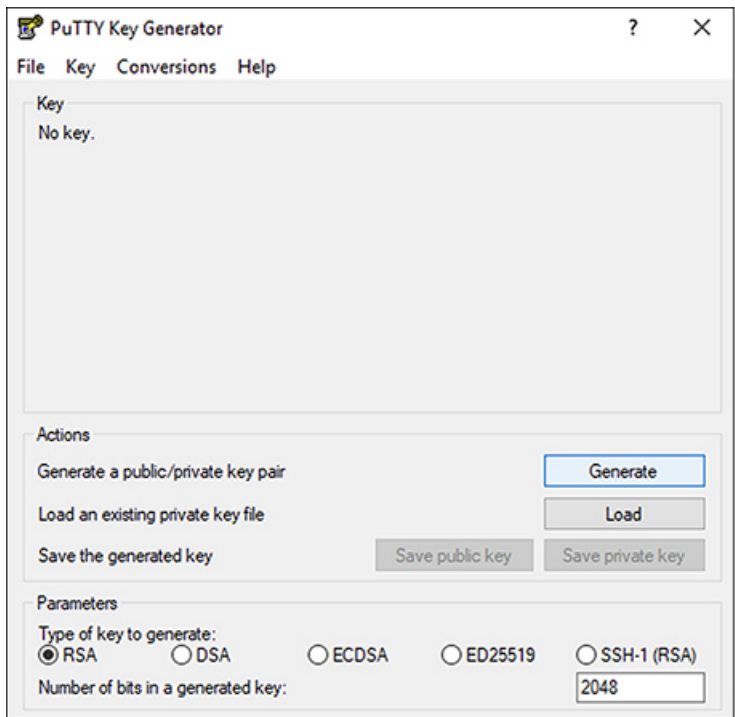 PuTTY Key Generator ? ×
File Key Conversions Help
Key
No key.
Actions
Generate a public/private key pair Generate
Load an existing private key file Load
Save the generated key Save public key Save private key
Parameters
Type of key to generate:
RSA DSA ECDSA ED25519 SSH-1 (RSA)
Number of bits in a generated key: 2048